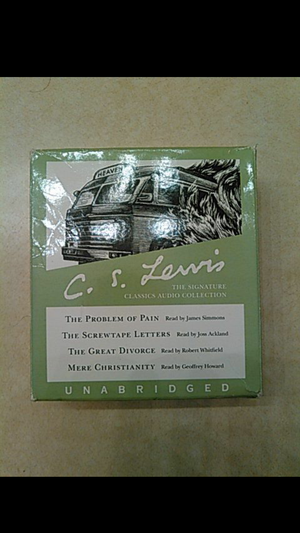 HEAVEN
C. S. Lewis
THE SIGNATURE
CLASSICS AUDIO COLLECTION
THE PROBLEM OF PAIN Read by James Simmons
THE SCREWTAPE LETTERS Read by Joss Ackland
THE GREAT DIVORCE Read by Robert Whitfield
MERE CHRISTIANITY Read by Geoffrey Howard
UNABRIDGED